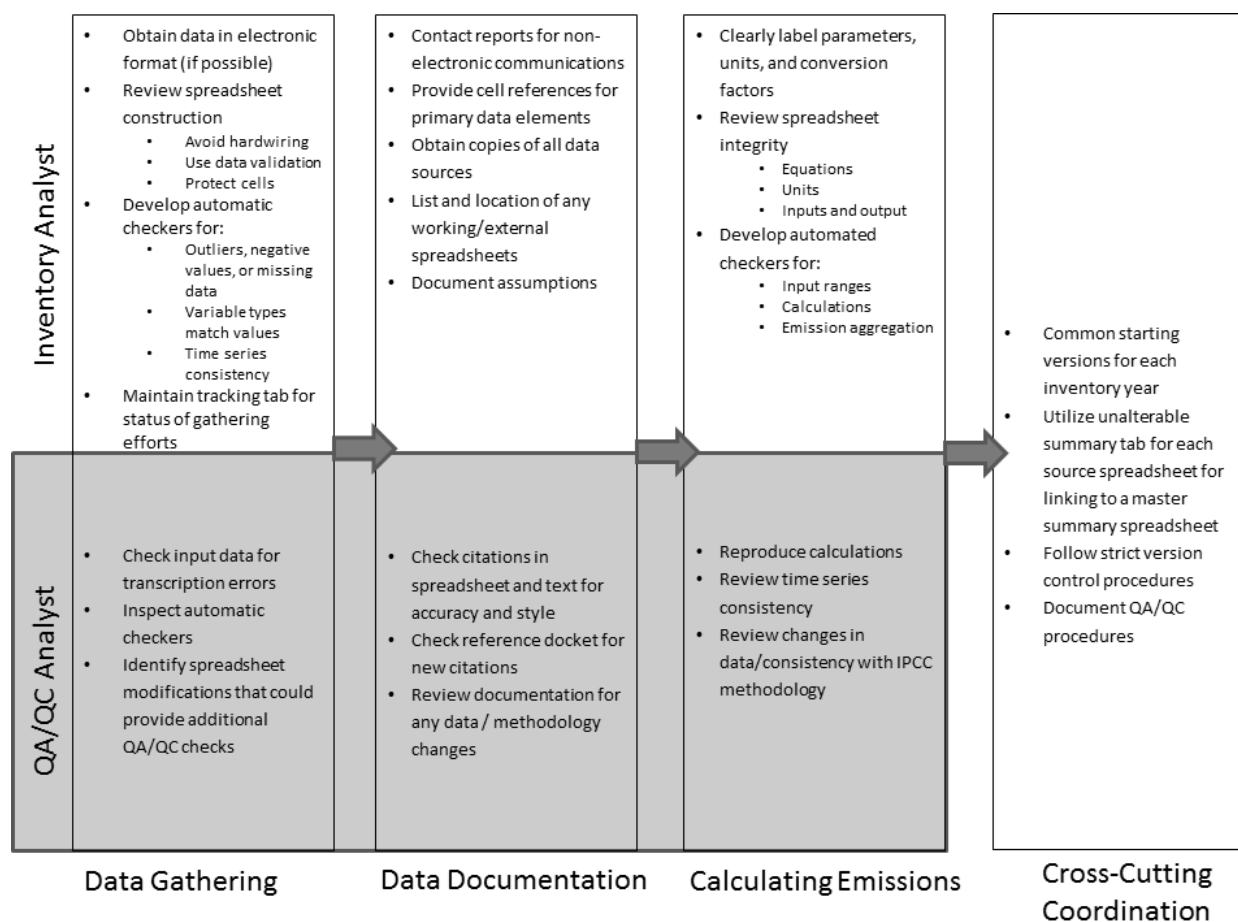 Inventory Analyst
• Obtain data in electronic
format (if possible)
• Review spreadsheet
construction
• Avoid hardwiring
• Use data validation
• Protect cells
• Develop automatic
checkers for:
• Outliers, negative
values, or missing
data
• Variable types
match values
• Time series
consistency
• Maintain tracking tab for
status of gathering
efforts
• Contact reports for non-
electronic communications
• Provide cell references for
primary data elements
• Obtain copies of all data
sources
• List and location of any
working/external
spreadsheets
• Document assumptions
• Clearly label parameters,
units, and conversion
factors
• Review spreadsheet
integrity
• Equations
• Units
• Inputs and output
• Develop automated
checkers for:
• Input ranges
• Calculations
• Emission aggregation
QA/QC Analyst
• Check input data for
transcription errors
• Inspect automatic
checkers
• Identify spreadsheet
modifications that could
provide additional
QA/QC checks
• Check citations in
spreadsheet and text for
accuracy and style
• Check reference docket for
new citations
• Review documentation for
any data / methodology
changes
• Reproduce calculations
• Review time series
consistency
• Review changes in
data/consistency with IPCC
methodology
• Common starting
versions for each
inventory year
• Utilize unalterable
summary tab for each
source spreadsheet for
linking to a master
summary spreadsheet
• Follow strict version
control procedures
• Document QA/QC
procedures
Data Gathering
Data Documentation
Calculating Emissions
Cross-Cutting
Coordination